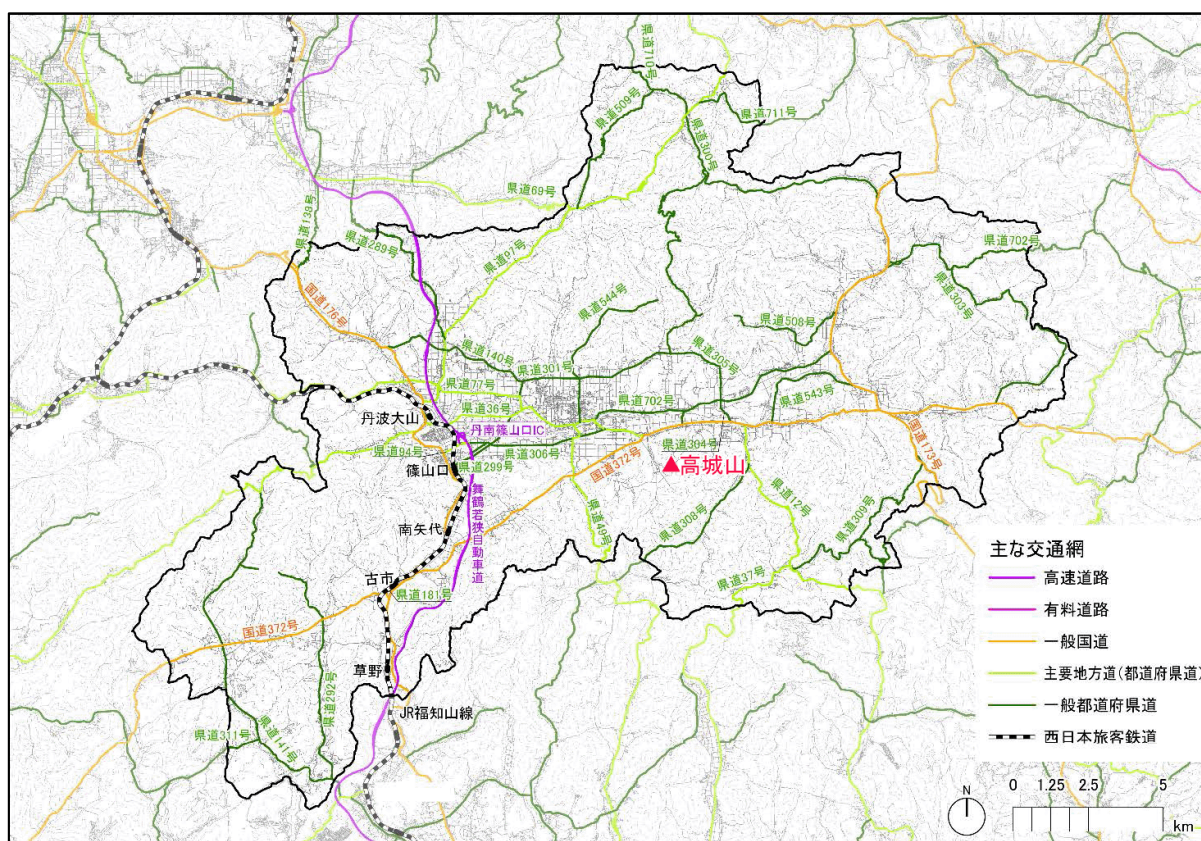 県道710号
県道509号
県道711号
県道300号
県道69号
県道138号
県道289号
県道97号
県道702号
県道303号
国道176号
県道544号
県道508号
県道140号
県道301号
県道305号
県道77号
県道543号
県道36号
県道702号
丹波大山
丹南篠山口IC
県道94号
県道306号
県道304号
国道173号
篠山口
県道299号
国道372号
▲高城山
舞鶴若狭自動車道
県道49号
県道308号
県道12号
県道309号
南矢代
古市
県道181号
県道37号
国道372号
草野
県道292号
JR福知山線
県道311号
県道141号
主な交通網
高速道路
有料道路
一般国道
主要地方道(都道府県道)
一般都道府県道
西日本旅客鉄道
N
0 1.25 2.5 5
km